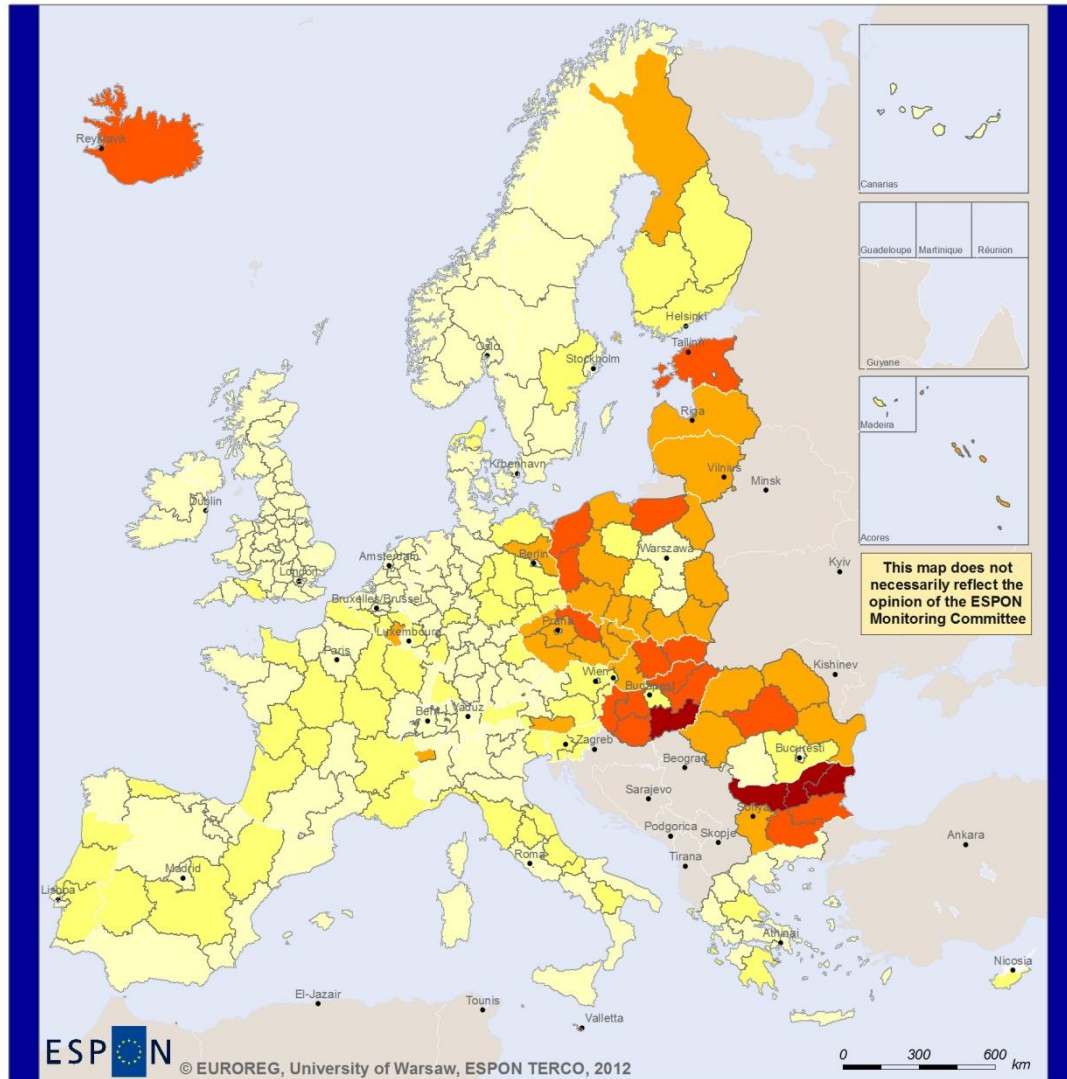 Reykjavik
Canarias
Guadeloupe
Martinique
Réunion
Guyane
Madeira
Acores
Helsinki
Tallinn
Oslo
Stockholm
Riga
Vilnius
Minsk
København
Dublin
London
Amsterdam
Berlin
Warszawa
Kyiv
Bruxelles/Brussel
Luxembourg
Praha
Paris
Wien
Budapest
Kishinev
Bern
Vaduz
Zagreb
Bucuresti
Beograd
Sarajevo
Sofiya
Podgorica
Skopje
Tirana
Ankara
Roma
Madrid
Lisboa
Athinai
Nicosia
El-Jazair
Tounis
Valletta
This map does not
necessarily reflect the
opinion of the ESPON
Monitoring Committee
ESPON
© EUROREG, University of Warsaw, ESPON TERCO, 2012
0 300 600
km